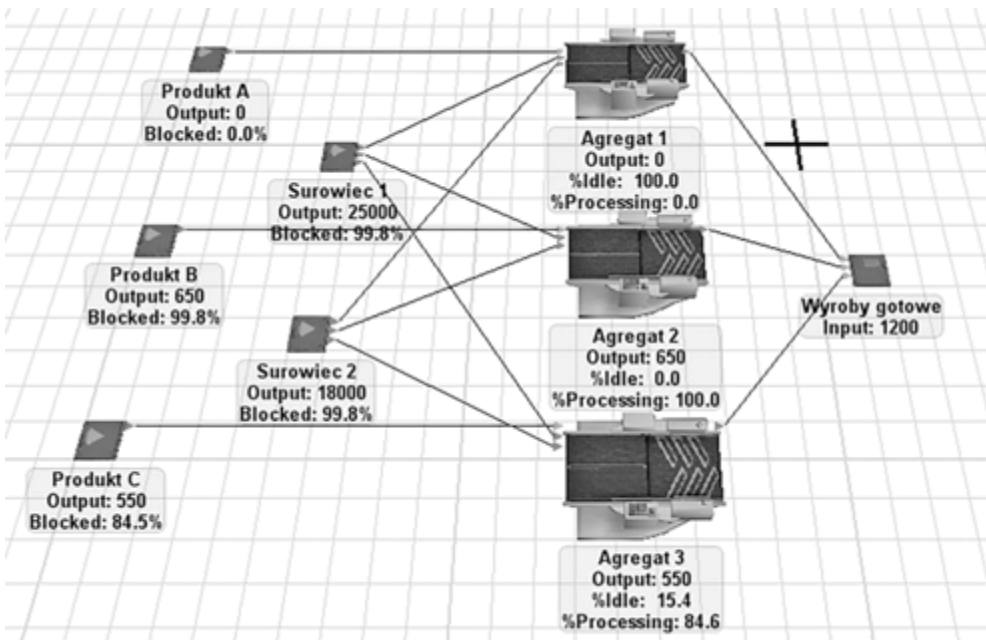 Produkt A
Output: 0
Blocked: 0.0%
Surowiec 1
Output: 25000
Blocked: 99.8%
Produkt B
Output: 650
Blocked: 99.8%
Surowiec 2
Output: 18000
Blocked: 99.8%
Produkt C
Output: 550
Blocked: 84.5%
Agregat 1
Output: 0
%Idle: 100.0
%Processing: 0.0
Agregat 2
Output: 650
%Idle: 0.0
%Processing: 100.0
Agregat 3
Output: 550
%Idle: 15.4
%Processing: 84.6
Wyroby gotowe
Input: 1200